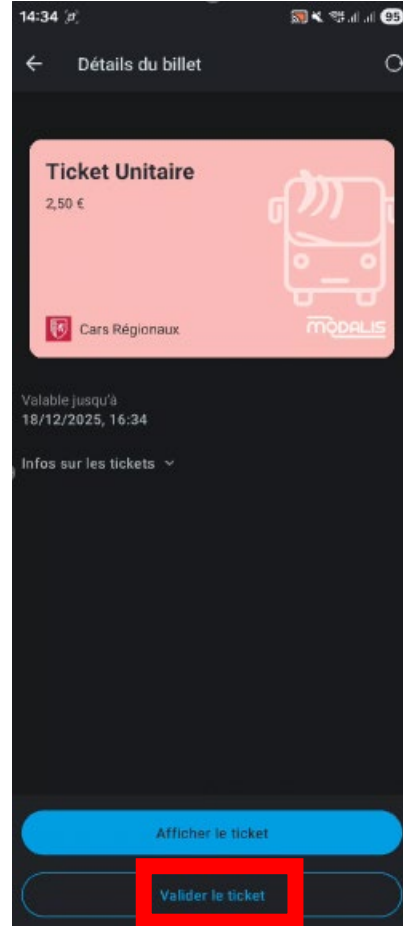 14:34
95
Détails du billet
Ticket Unitaire
2,50 €
Cars Régionaux
MODALIS
Valable jusqu'à
18/12/2025, 16:34
Infos sur les tickets
Afficher le ticket
Valider le ticket